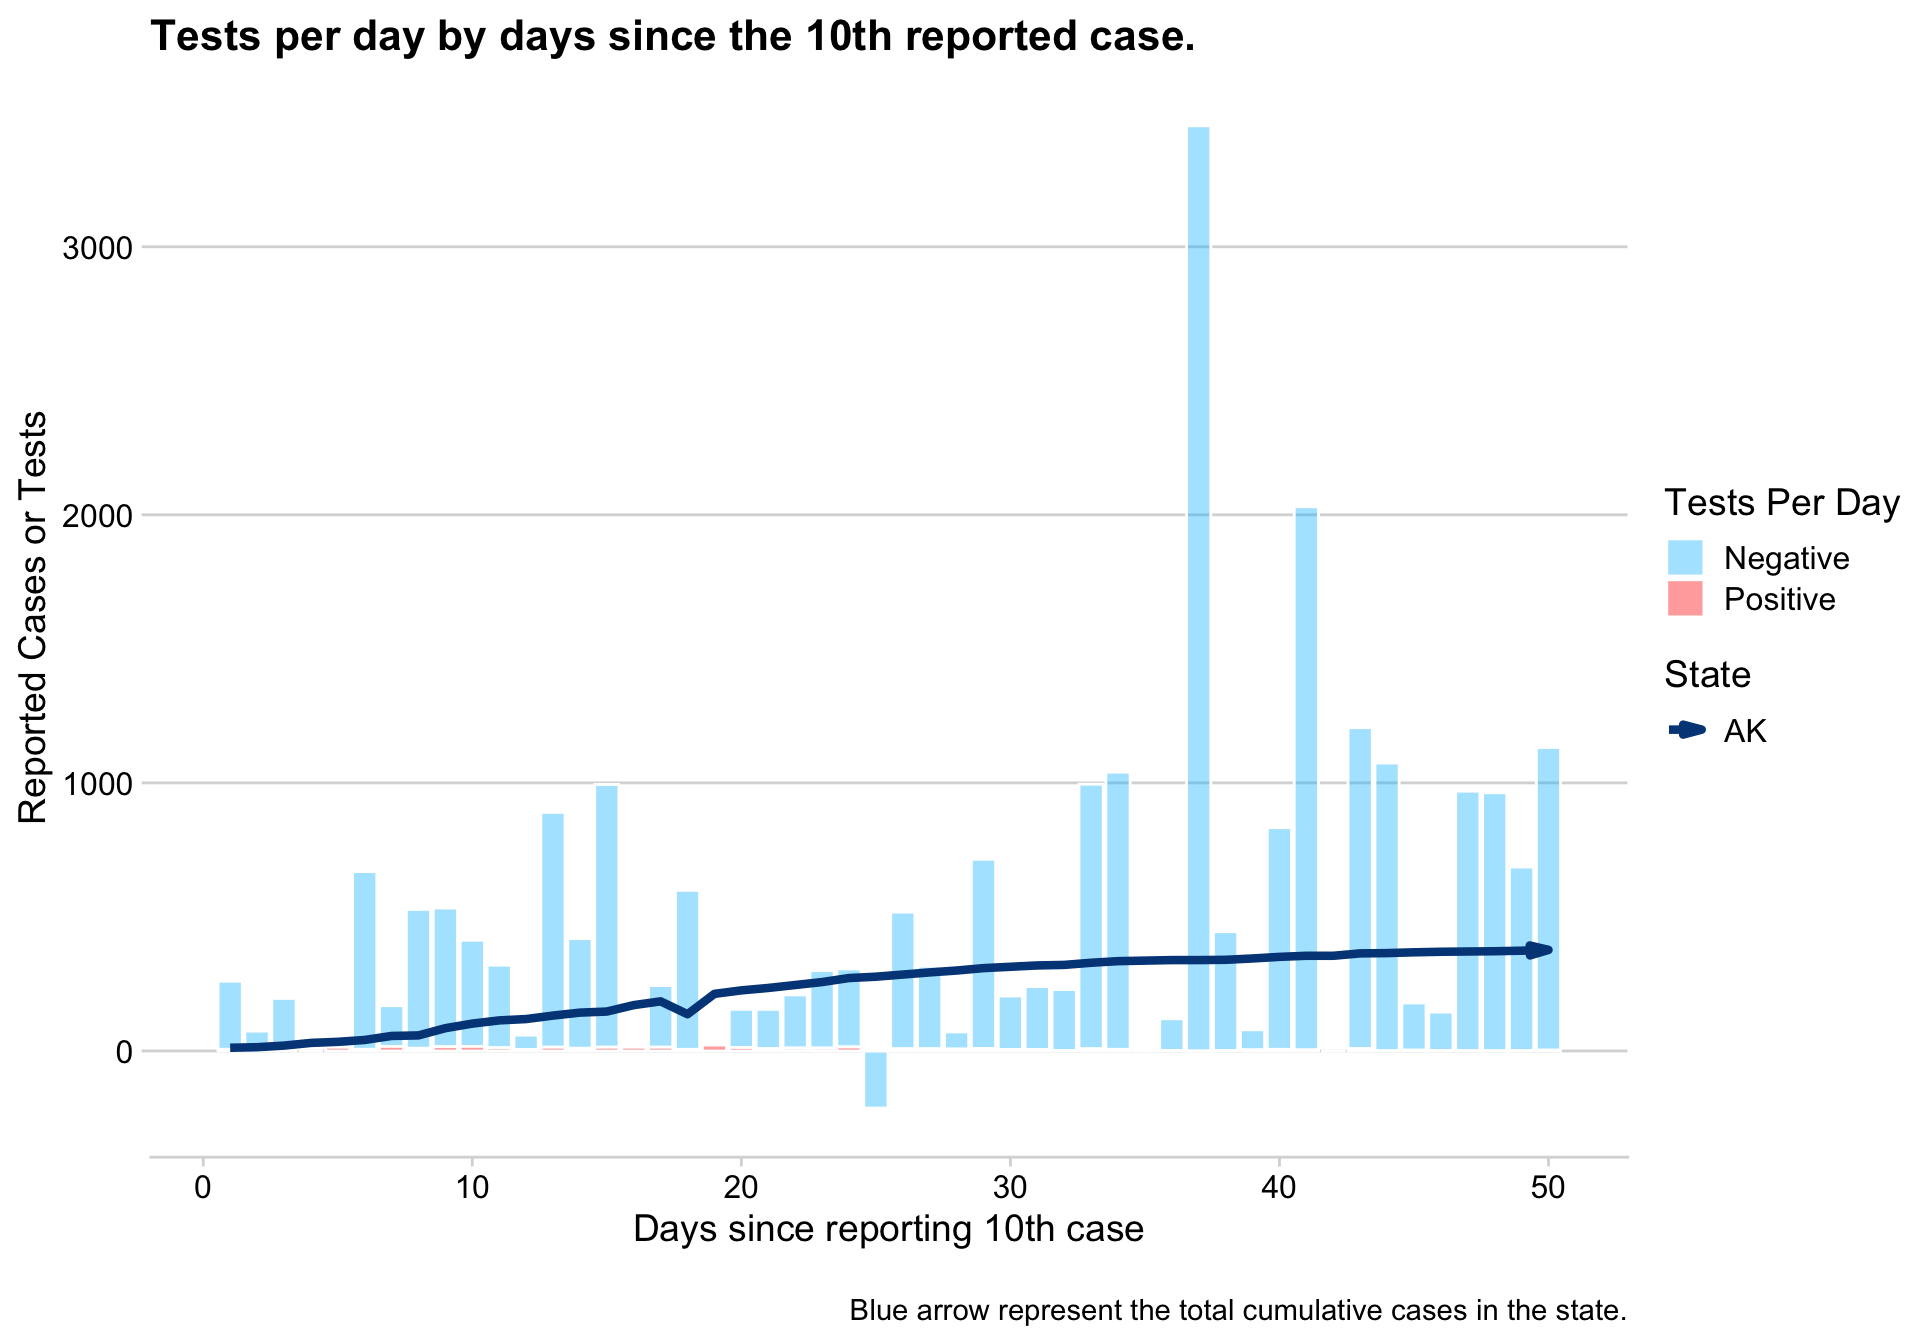 Tests per day by days since the 10th reported case.
Reported Cases or Tests
3000
2000
1000
0
0 10 20 30 40 50
Days since reporting 10th case
Tests Per Day
Negative
Positive
State
AK
Blue arrow represent the total cumulative cases in the state.